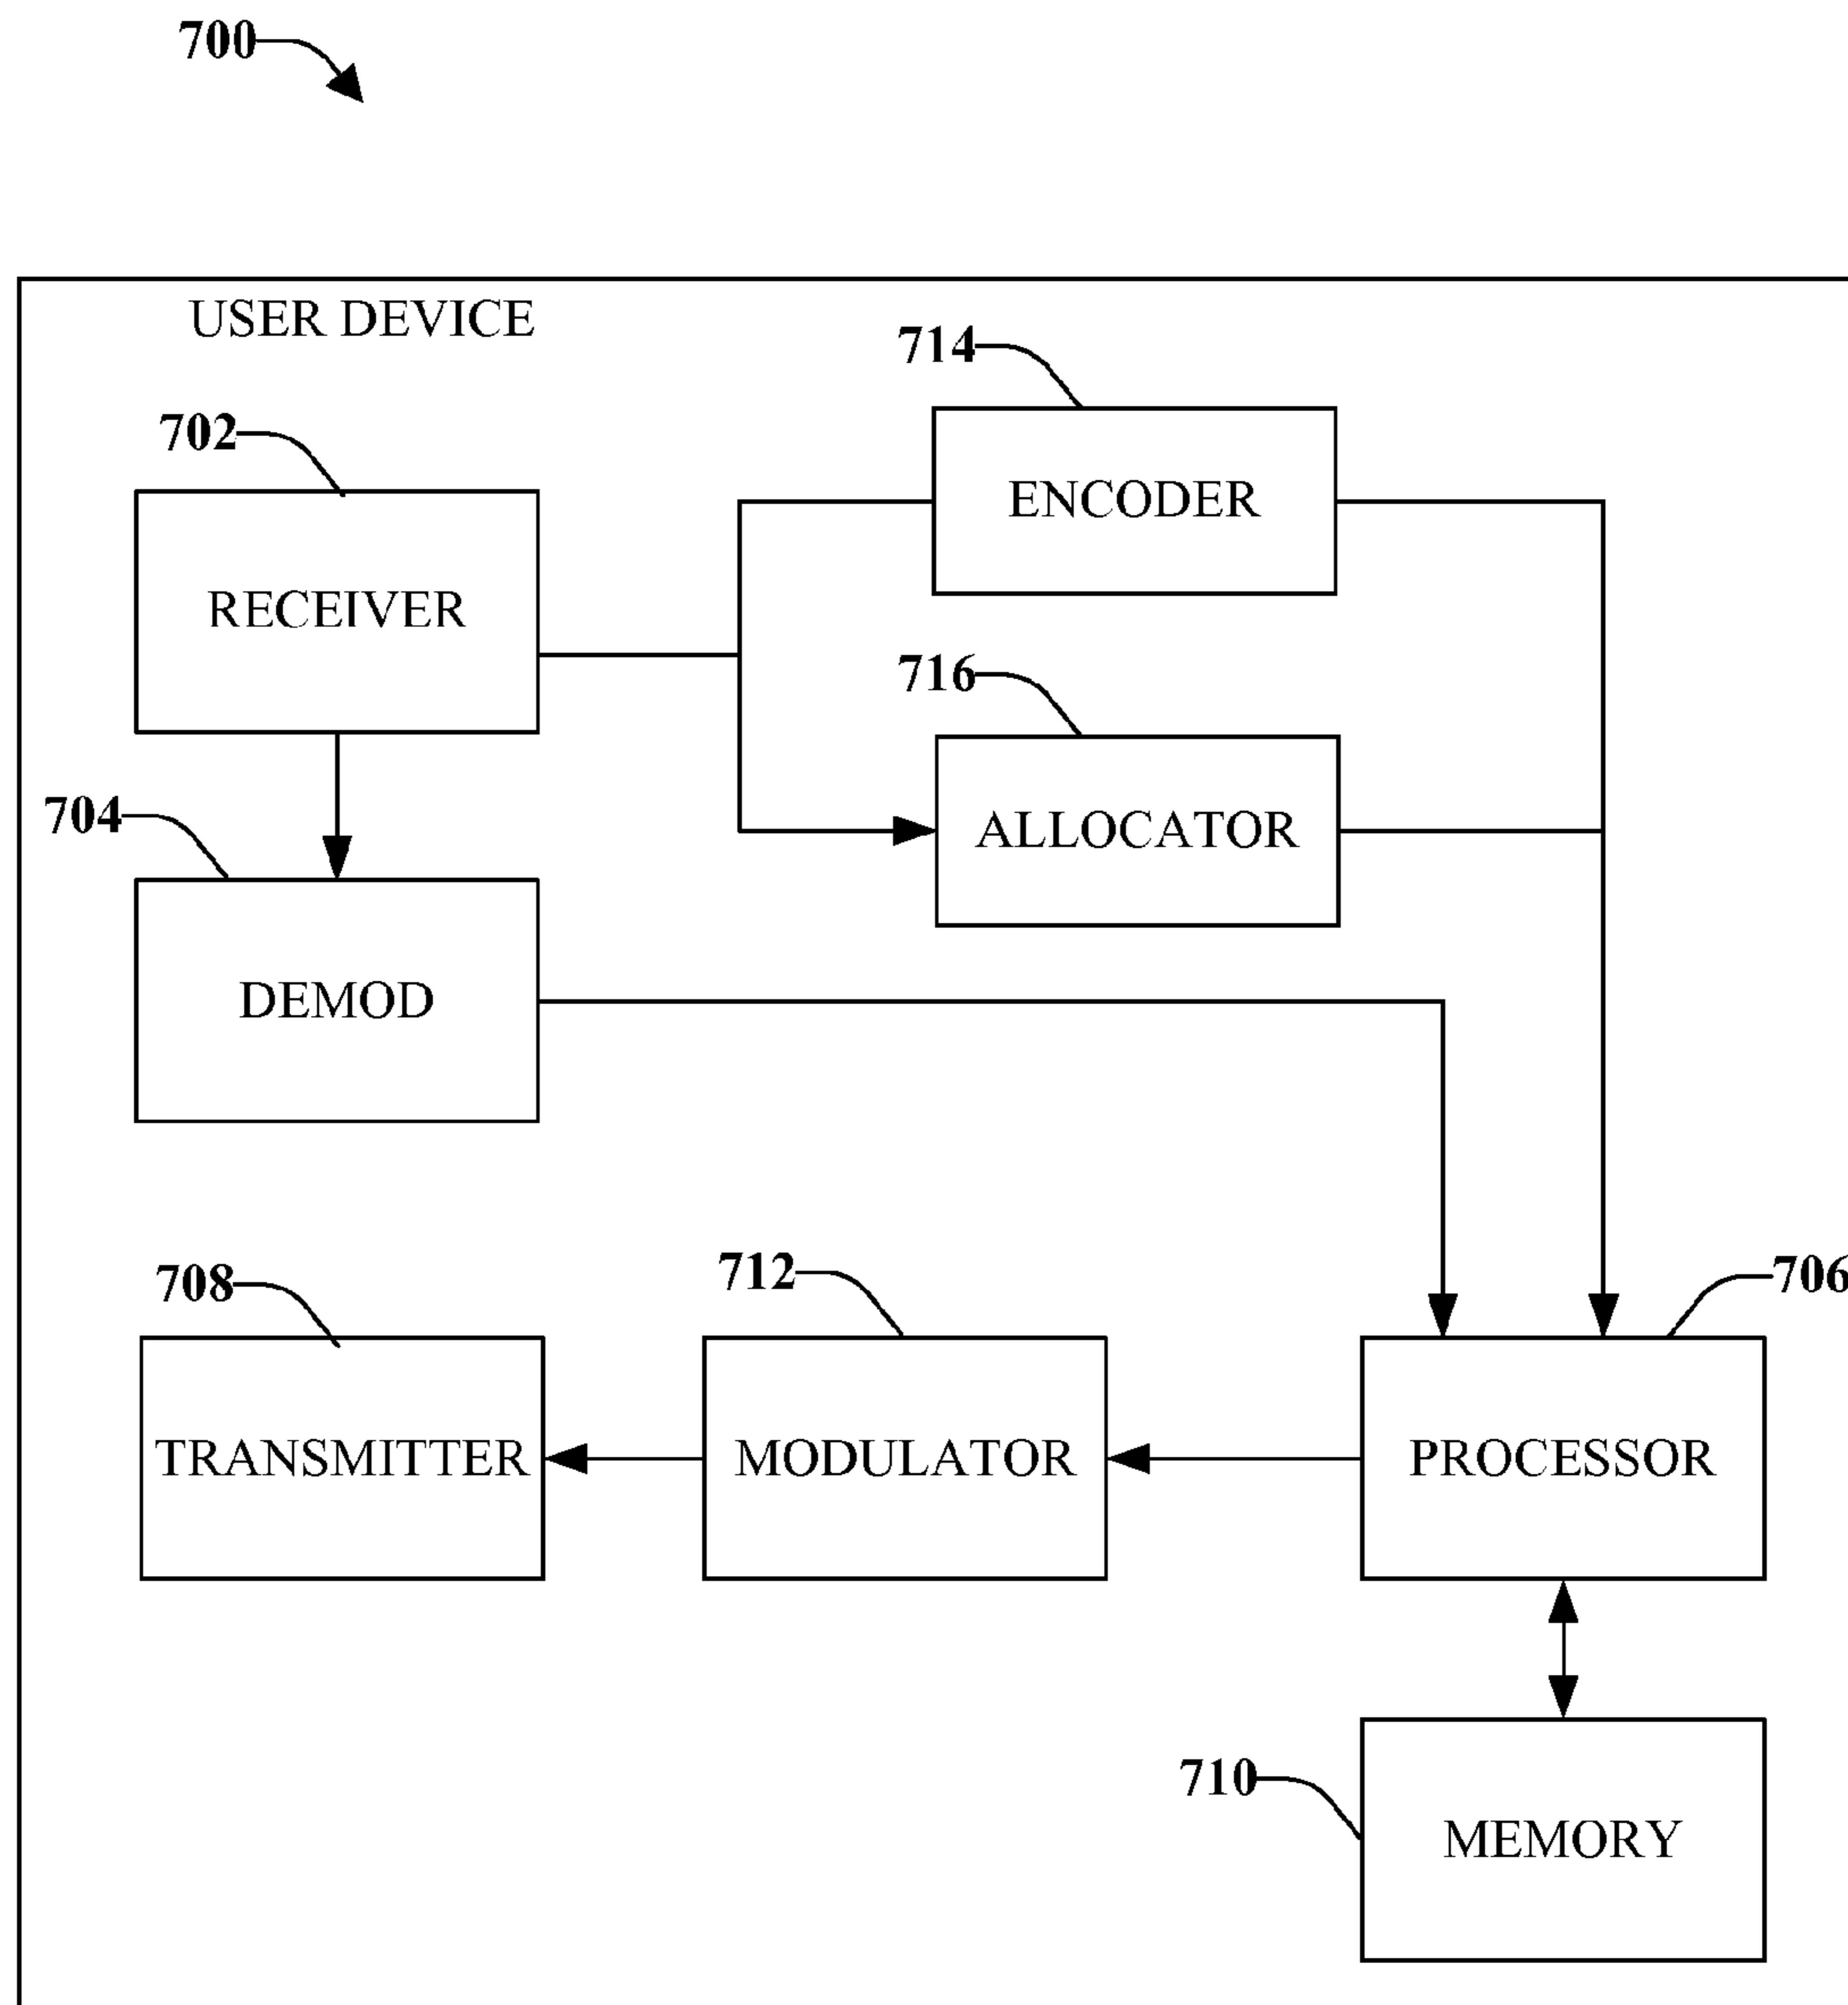 700
USER DEVICE
714
702
ENCODER
RECEIVER
716
704
ALLOCATOR
DEMOD
708
712
706
TRANSMITTER
MODULATOR
PROCESSOR
710
MEMORY